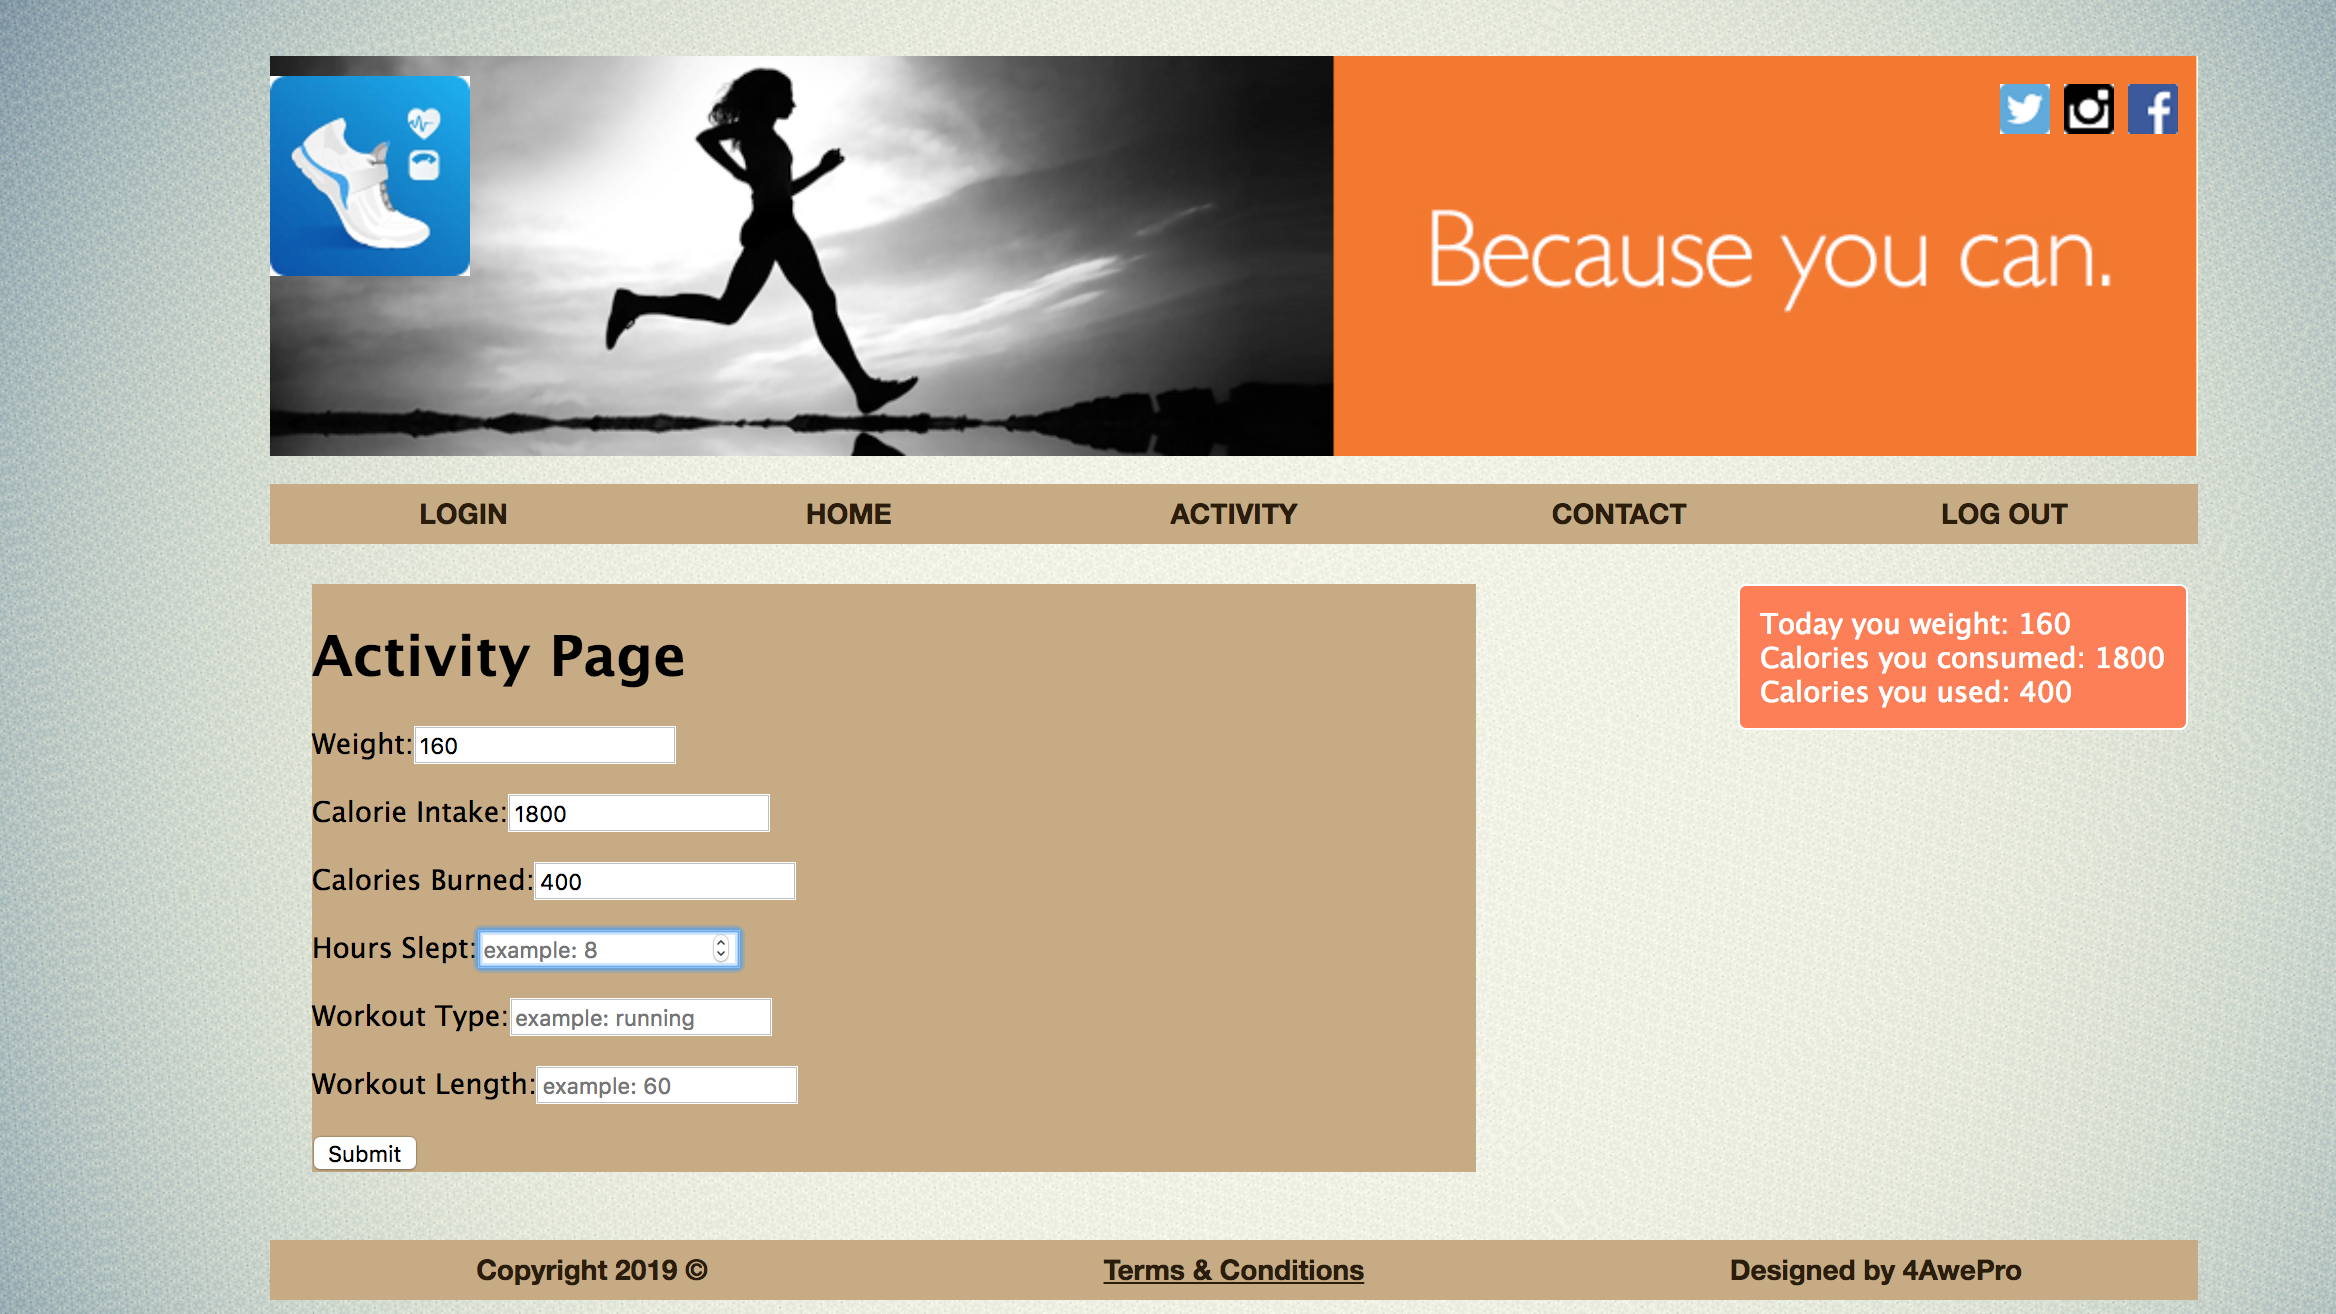 Because you can.
LOGIN HOME ACTIVITY CONTACT LOG OUT
Activity Page
Weight: 160
Calorie Intake: 1800
Calories Burned: 400
Hours Slept: example: 8
Workout Type: example: running
Workout Length: example: 60
Submit
Today you weight: 160
Calories you consumed: 1800
Calories you used: 400
Copyright 2019 © Terms & Conditions Designed by 4AwePro